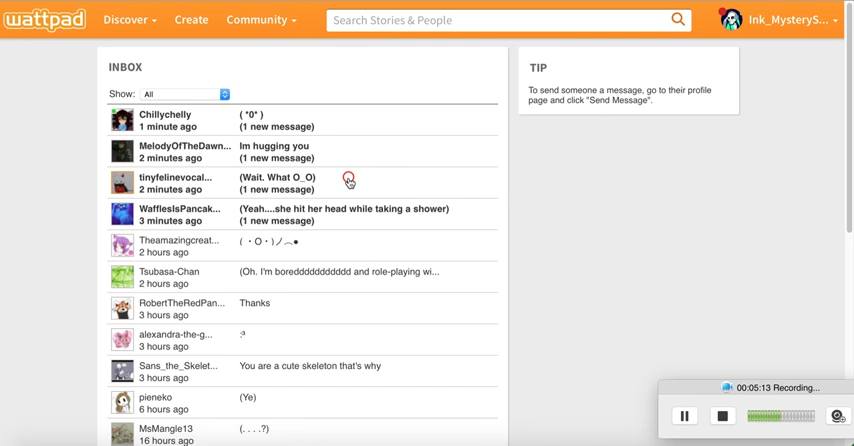 wattpad
Discover
Create
Community
Search Stories & People
Ink_MysteryS...
INBOX
Show: All
Chillychelly
( *0* )
1 minute ago
(1 new message)
MelodyOfTheDawn...
Im hugging you
2 minutes ago
(1 new message)
tinyfelinevocal...
(Wait. What O_O)
2 minutes ago
(1 new message)
WafflesIsPancak...
(Yeah....she hit her head while taking a shower)
3 minutes ago
(1 new message)
Theamazingcreat...
( ・O・)ノ︵●
2 hours ago
Tsubasa-Chan
(Oh. I'm boreddddddddddd and role-playing wi...
2 hours ago
RobertTheRedPan...
Thanks
3 hours ago
alexandra-the-g...
:³
3 hours ago
Sans_the_Skelet...
You are a cute skeleton that's why
3 hours ago
pieneko
(Ye)
6 hours ago
MsMangle13
(. . . .?)
16 hours ago
TIP
To send someone a message, go to their profile
page and click "Send Message".
00:05:13 Recording...